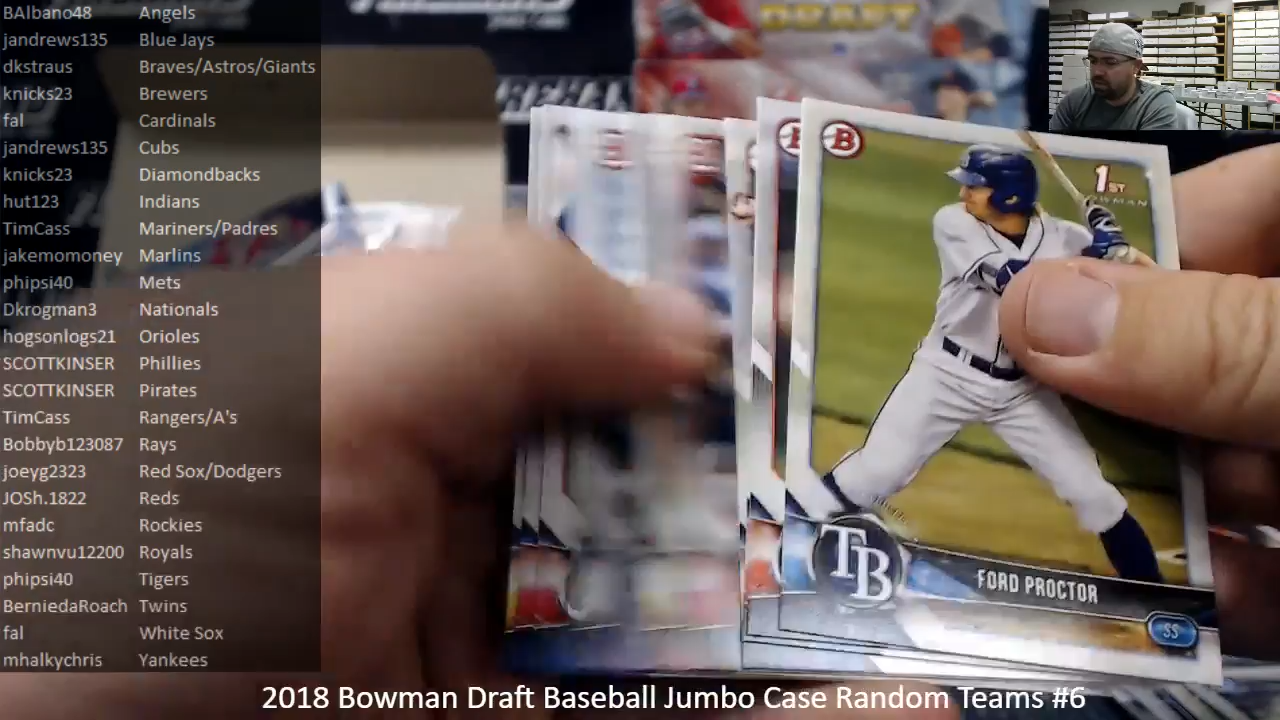 BAlbano48 Angels
jandrews135 Blue Jays
dkstraus Braves/Astros/Giants
knicks23 Brewers
fal Cardinals
jandrews135 Cubs
knicks23 Diamondbacks
hut123 Indians
TimCass Mariners/Padres
jakemomoney Marlins
phipsi40 Mets
Dkrogman3 Nationals
hogsonlogs21 Orioles
SCOTTKINSER Phillies
SCOTTKINSER Pirates
TimCass Rangers/A's
Bobbyb123087 Rays
joeyg2323 Red Sox/Dodgers
JOSh.1822 Reds
mfadc Rockies
shawnvu12200 Royals
phipsi40 Tigers
BerniedaRoach Twins
fal White Sox
mhalkychris Yankees
DRAFT
B
B
1ST
TB
FORD PROCTOR
SS
2018 Bowman Draft Baseball Jumbo Case Random Teams #6